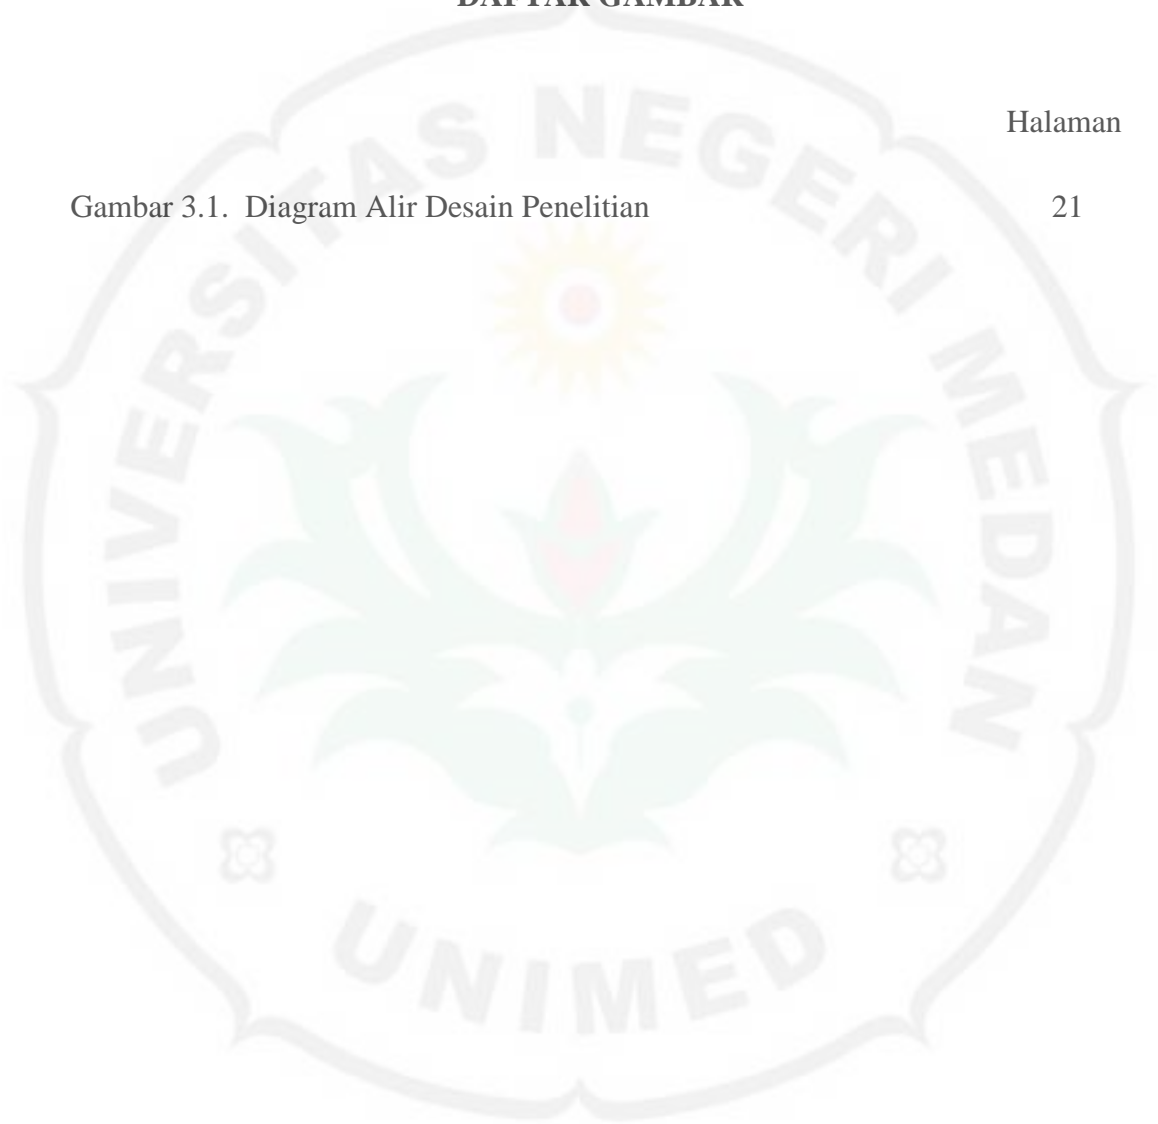 DAFTAR GAMBAR
Halaman
Gambar 3.1. Diagram Alir Desain Penelitian 21
UNIVERSITAS NEGERI MEDAN
UNIMED